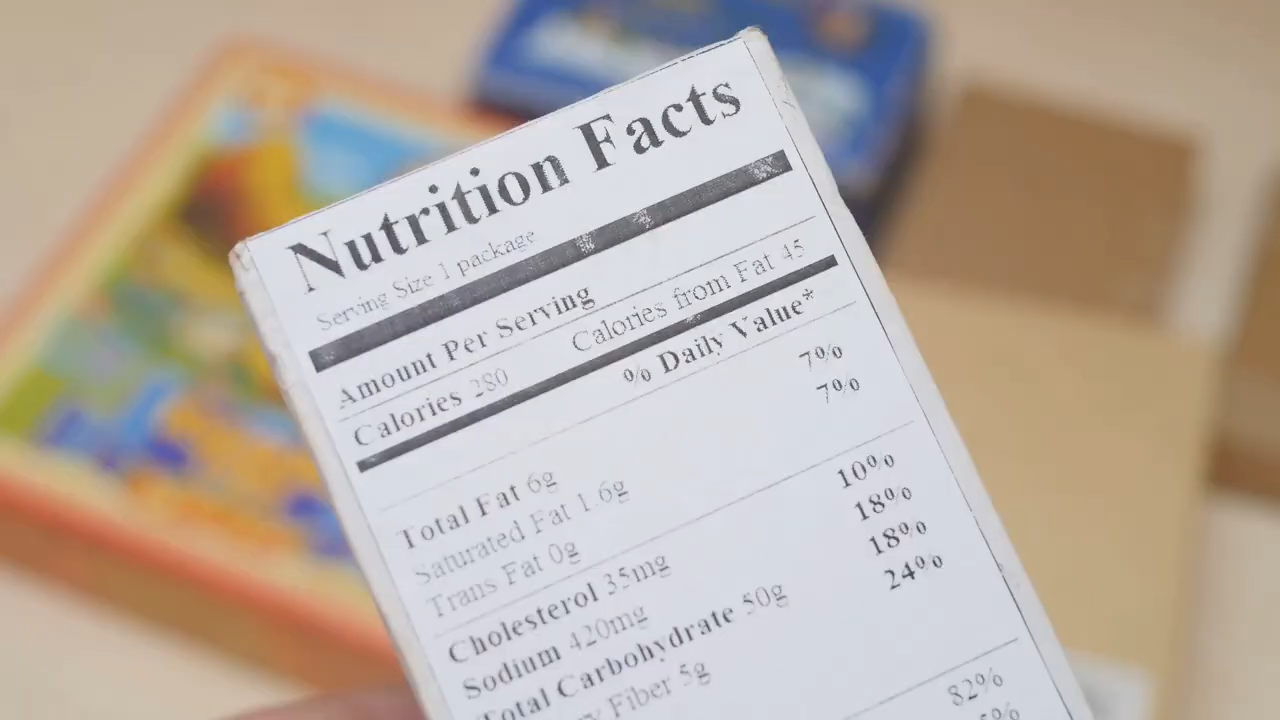 Nutrition Facts
Serving Size 1 package
Amount Per Serving
Calories 280 Calories from Fat 45
% Daily Value*
Total Fat 6g 7%
Saturated Fat 1.6g 7%
Trans Fat 0g
Cholesterol 35mg 10%
Sodium 420mg 18%
Total Carbohydrate 50g 18%
Fiber 5g 24%
82%